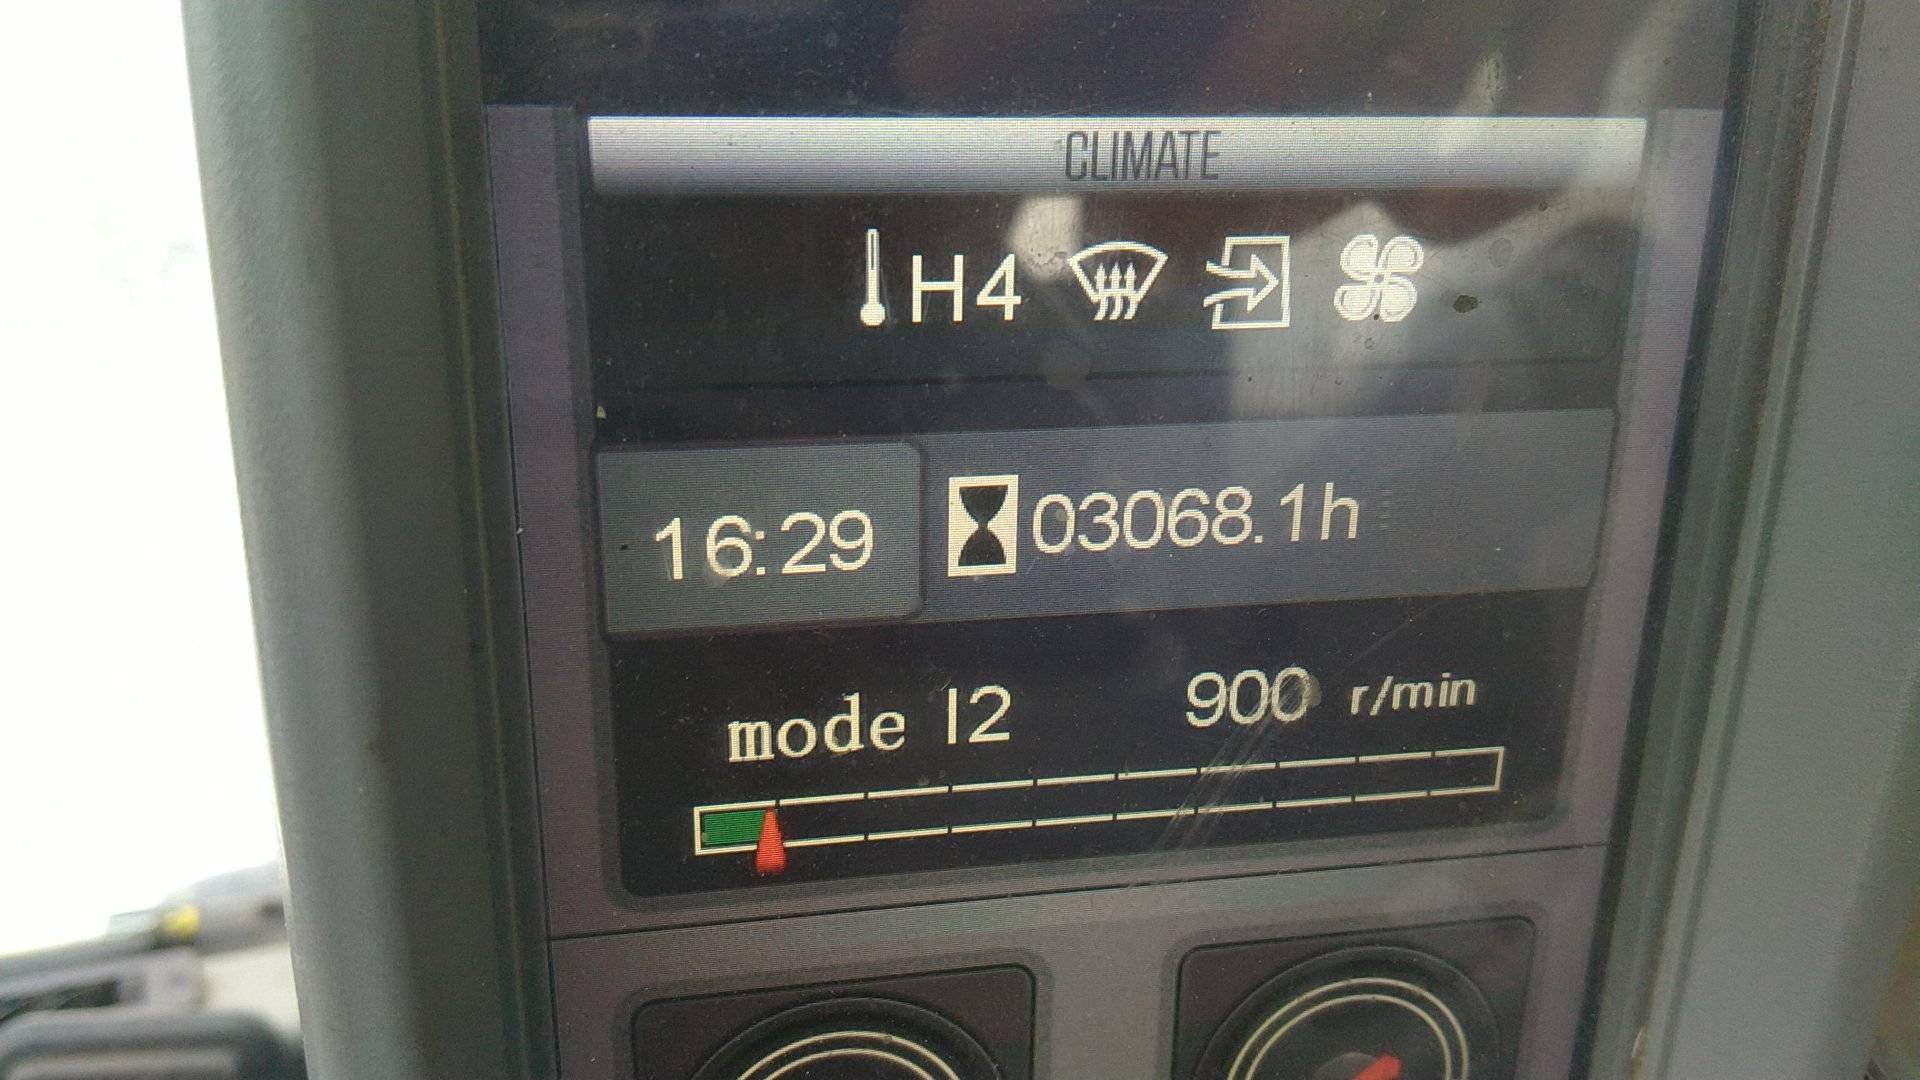 CLIMATE
H4
16:29 03068.1h
mode I2 900 r/min